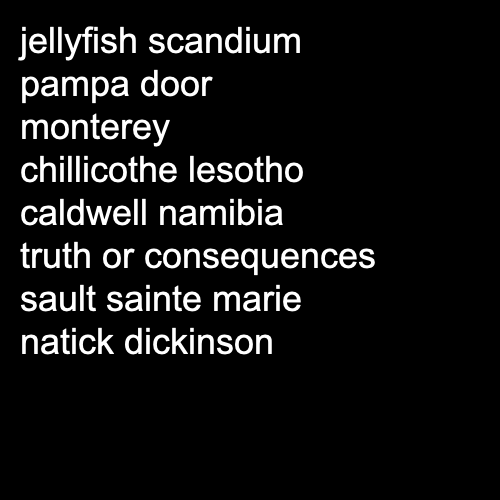 jellyfish scandium
pampa door
monterey
chillicothe lesotho
caldwell namibia
truth or consequences
sault sainte marie
natick dickinson